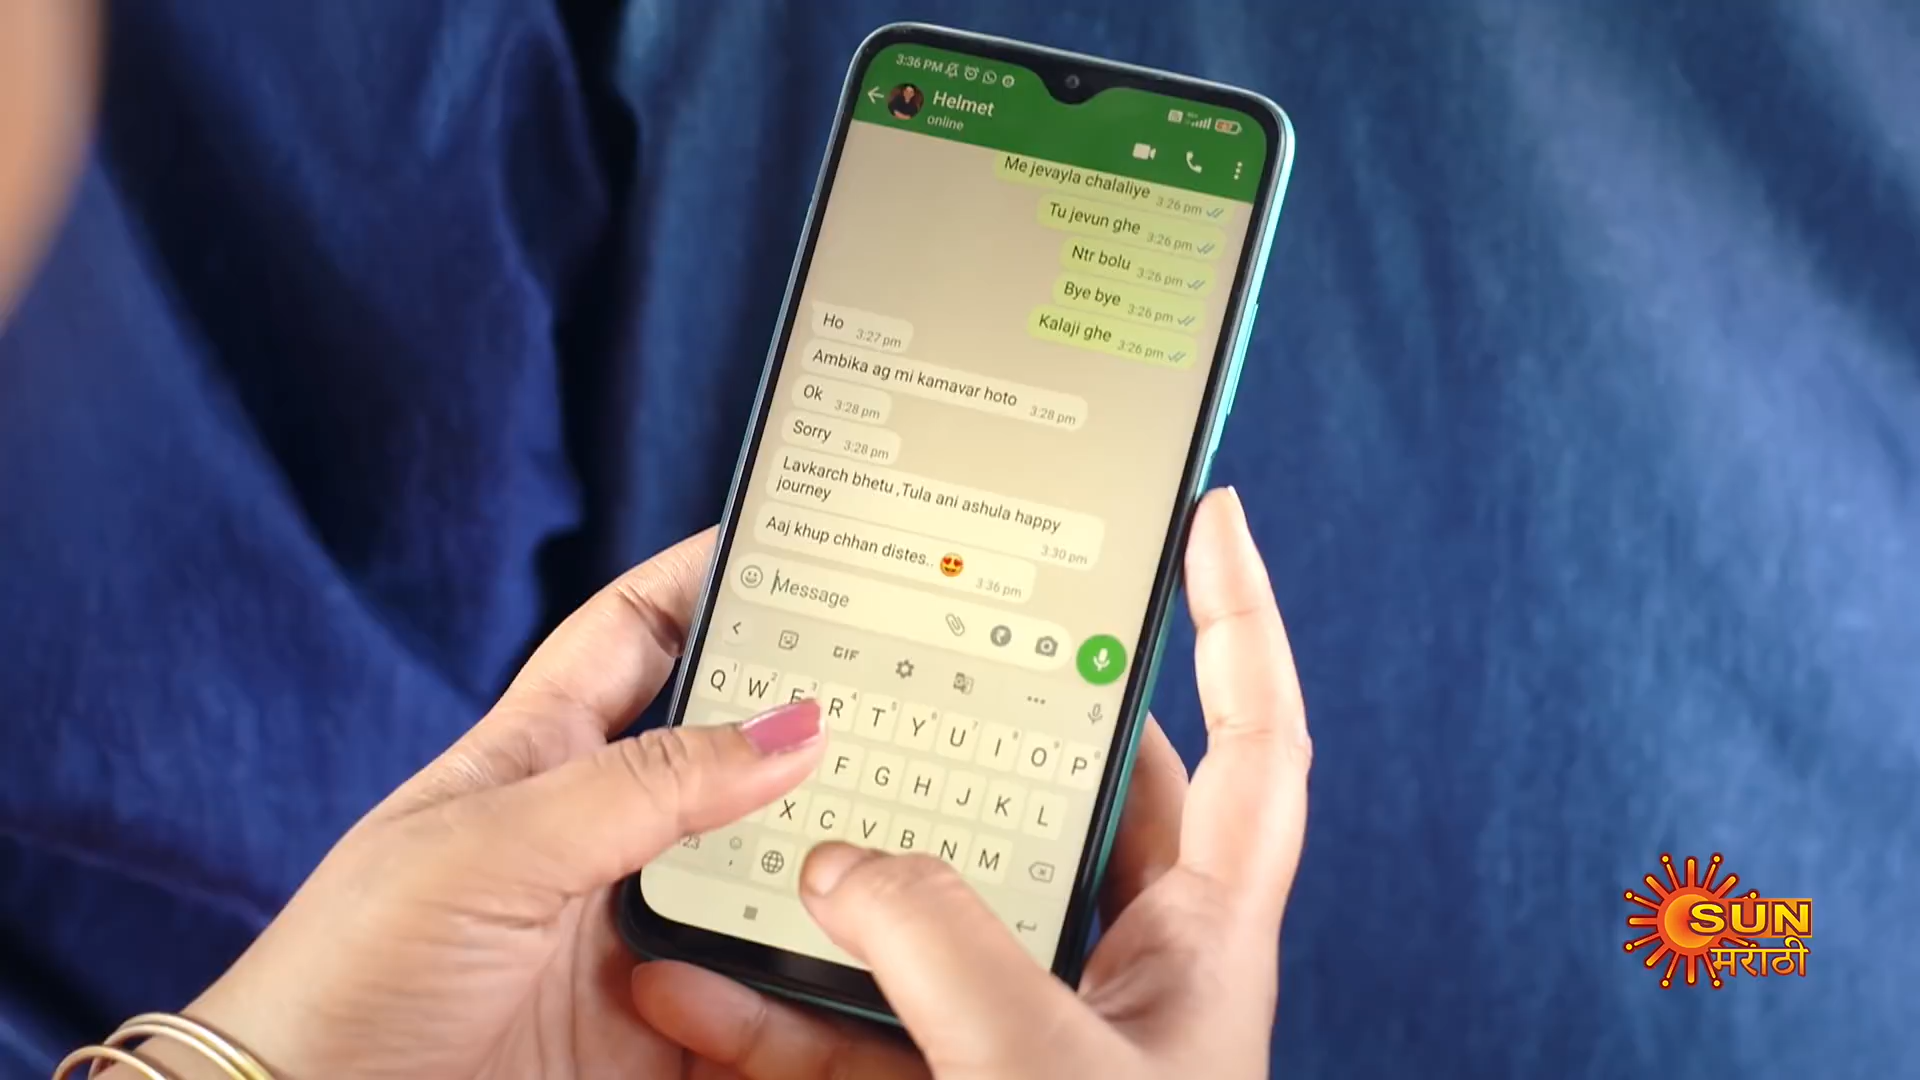 3:36 PM
Helmet
online
Me jevayla chalaliye 3:26 pm
Tu jevun ghe 3:26 pm
Ntr bolu 3:26 pm
Bye bye 3:26 pm
Kalaji ghe 3:26 pm
Ho 3:27 pm
Ambika ag mi kamavar hoto 3:28 pm
Ok 3:28 pm
Sorry 3:28 pm
Lavkarch bhetu ,Tula ani ashula happy
journey 3:30 pm
Aaj khup chhan distes.. 😍 3:36 pm
Message
GIF
Q W E R T Y U I O P
F G H J K L
X C V B N M
SUN
मराठी